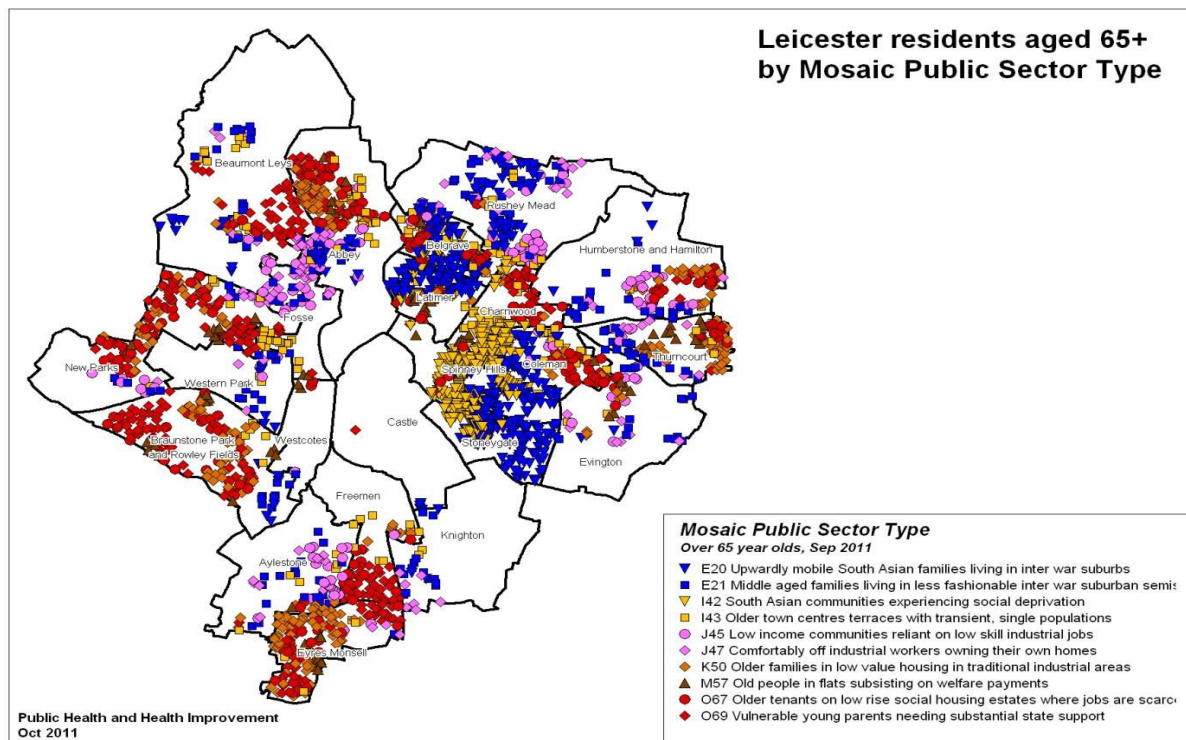 Leicester residents aged 65+
by Mosaic Public Sector Type
Beaumont Leys
Rushey Mead
Belgrave
Humberstone and Hamilton
Abbey
Latimer
Charnwood
Fosse
Thurncourt
Coleman
Spinney Hills
New Parks
Western Park
Castle
Westcotes
Stoneygate
Braunstone Park
and Rowley Fields
Evington
Freemen
Knighton
Aylestone
Eyres Monsell
Mosaic Public Sector Type
Over 65 year olds, Sep 2011
E20 Upwardly mobile South Asian families living in inter war suburbs
E21 Middle aged families living in less fashionable inter war suburban semis
I42 South Asian communities experiencing social deprivation
I43 Older town centres terraces with transient, single populations
J45 Low income communities reliant on low skill industrial jobs
J47 Comfortably off industrial workers owning their own homes
K50 Older families in low value housing in traditional industrial areas
M57 Old people in flats subsisting on welfare payments
O67 Older tenants on low rise social housing estates where jobs are scarc
O69 Vulnerable young parents needing substantial state support
Public Health and Health Improvement
Oct 2011